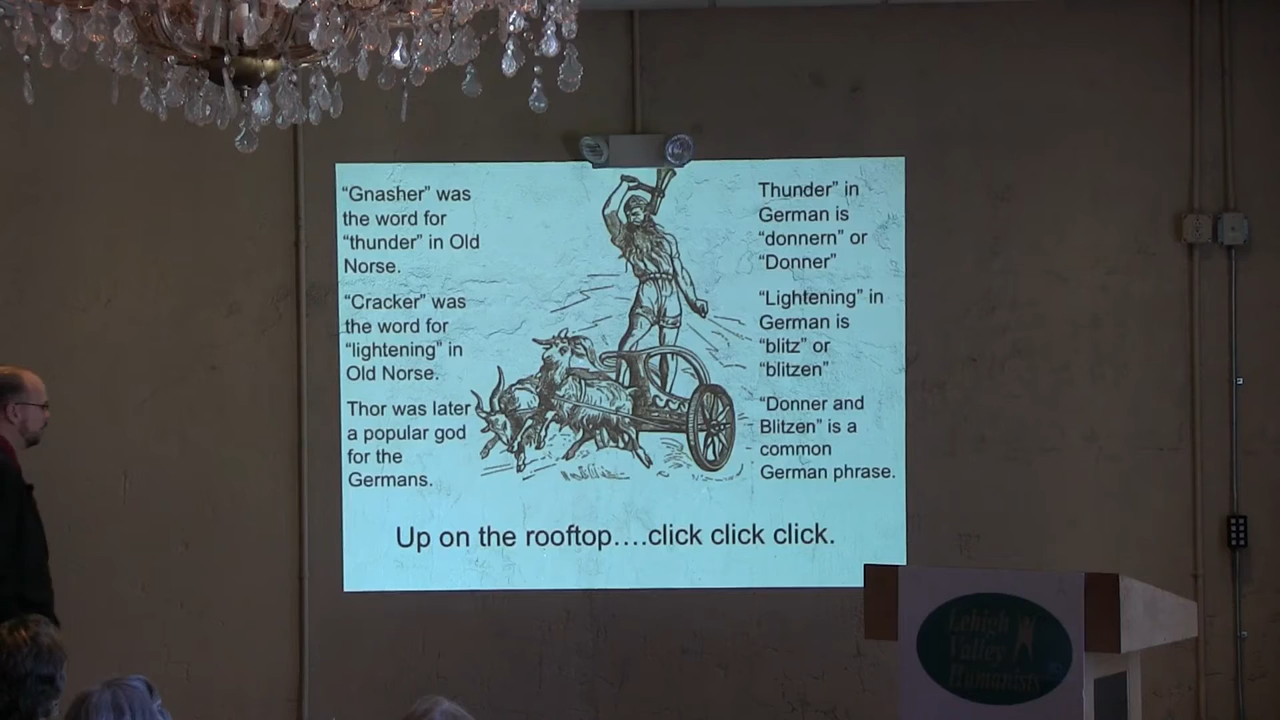 “Gnasher” was
the word for
“thunder” in Old
Norse.
“Cracker” was
the word for
“lightening” in
Old Norse.
Thor was later
a popular god
for the
Germans.
Thunder” in
German is
“donnern” or
“Donner”
“Lightening” in
German is
“blitz” or
“blitzen”
“Donner and
Blitzen” is a
common
German phrase.
Up on the rooftop….click click click.
Lehigh
Valley
Humanists